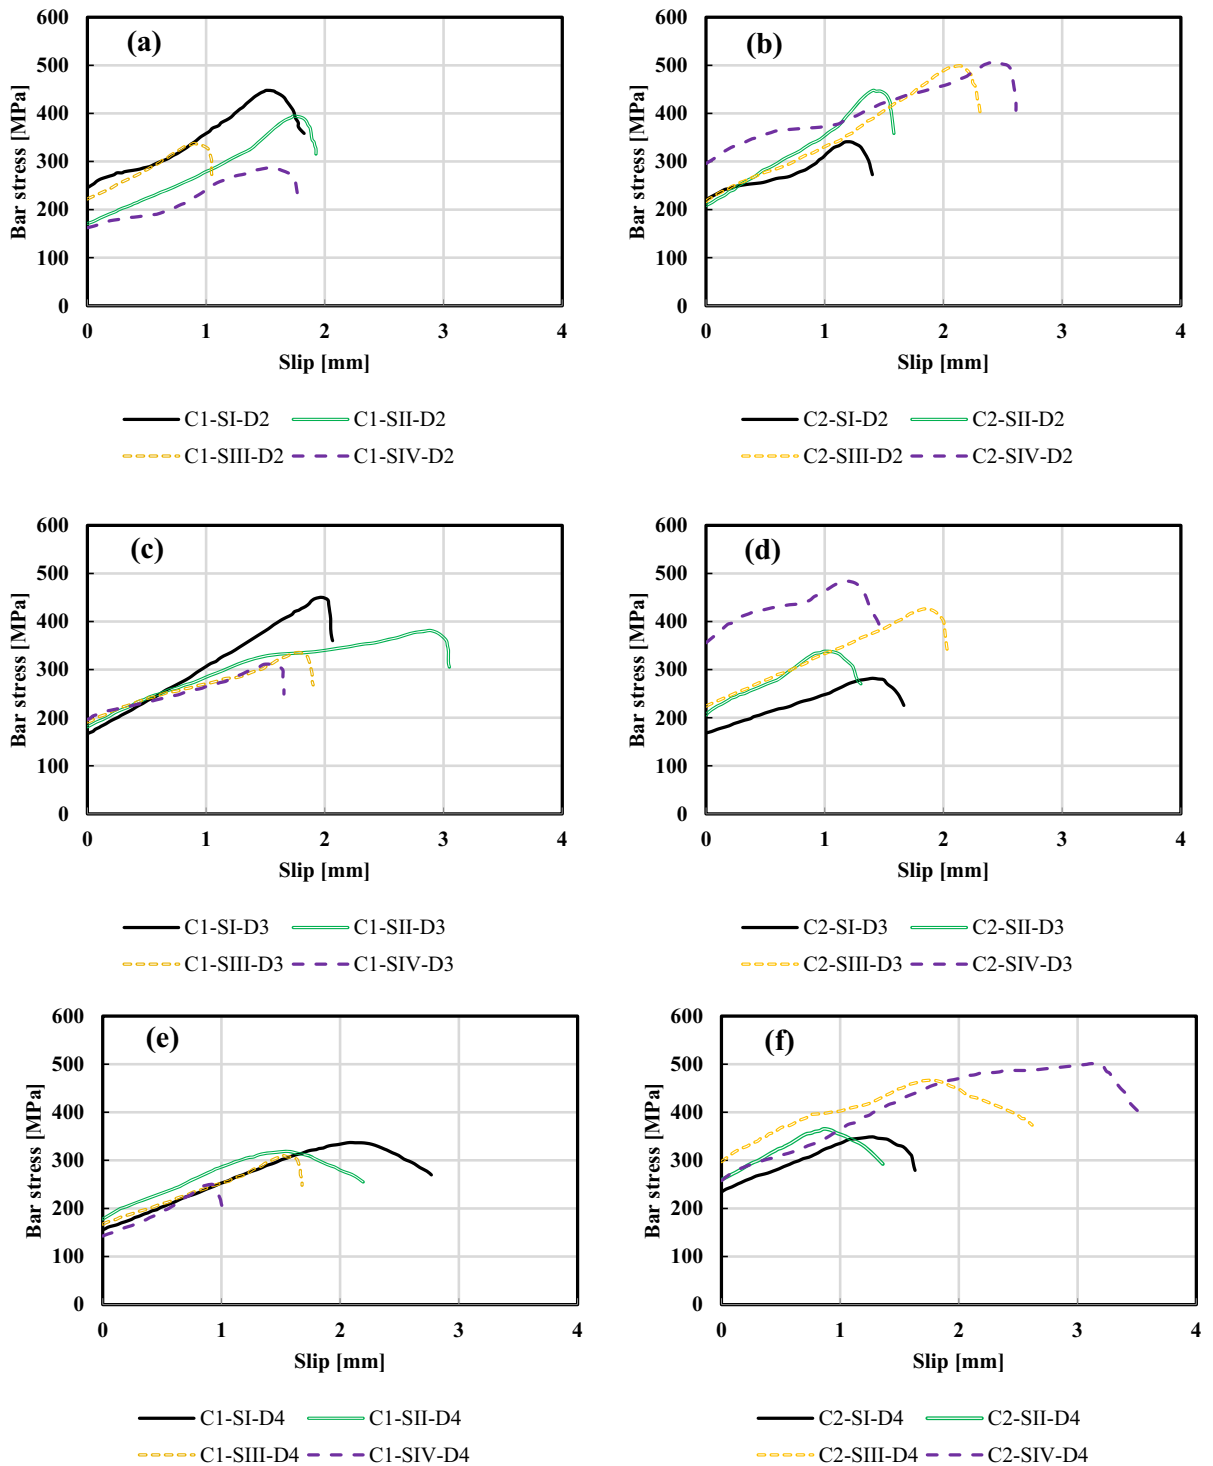 (a)
Bar stress [MPa]
600
500
400
300
200
100
0
0 1 2 3 4
Slip [mm]
C1-SI-D2 C1-SII-D2
C1-SIII-D2 C1-SIV-D2
(b)
Bar stress [MPa]
600
500
400
300
200
100
0
0 1 2 3 4
Slip [mm]
C2-SI-D2 C2-SII-D2
C2-SIII-D2 C2-SIV-D2
(c)
Bar stress [MPa]
600
500
400
300
200
100
0
0 1 2 3 4
Slip [mm]
C1-SI-D3 C1-SII-D3
C1-SIII-D3 C1-SIV-D3
(d)
Bar stress [MPa]
600
500
400
300
200
100
0
0 1 2 3 4
Slip [mm]
C2-SI-D3 C2-SII-D3
C2-SIII-D3 C2-SIV-D3
(e)
Bar stress [MPa]
600
500
400
300
200
100
0
0 1 2 3 4
Slip [mm]
C1-SI-D4 C1-SII-D4
C1-SIII-D4 C1-SIV-D4
(f)
Bar stress [MPa]
600
500
400
300
200
100
0
0 1 2 3 4
Slip [mm]
C2-SI-D4 C2-SII-D4
C2-SIII-D4 C2-SIV-D4